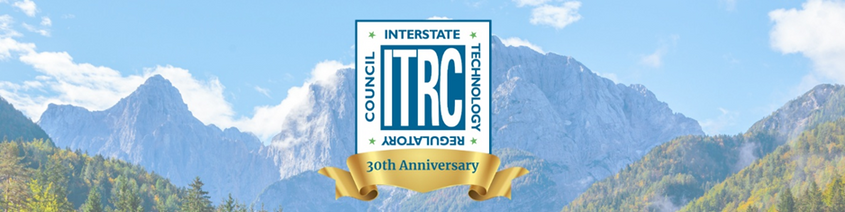 INTERSTATE
TECHNOLOGY
REGULATORY
COUNCIL
ITRC
30th Anniversary